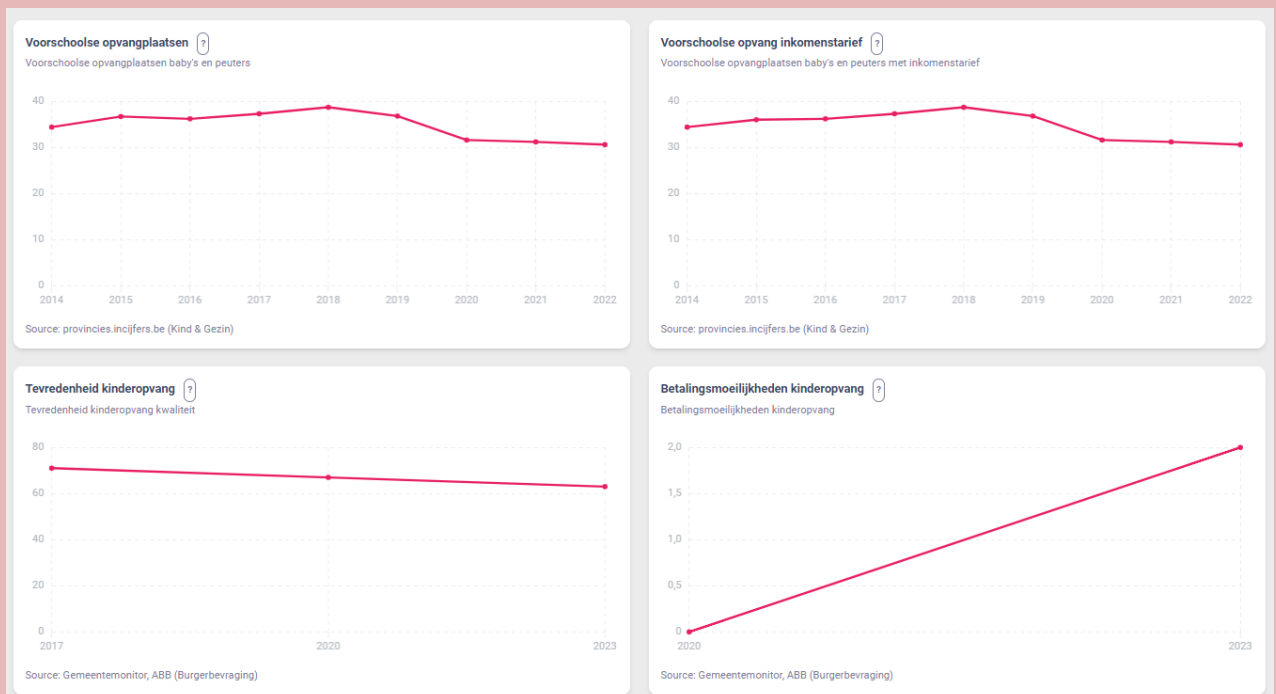 Voorschoolse opvangplaatsen ?
Voorschoolse opvangplaatsen baby's en peuters
40
30
20
10
0
2014 2015 2016 2017 2018 2019 2020 2021 2022
Source: provincies.incijfers.be (Kind & Gezin)
Voorschoolse opvang inkomenstarief ?
Voorschoolse opvangplaatsen baby's en peuters met inkomenstarief
40
30
20
10
0
2014 2015 2016 2017 2018 2019 2020 2021 2022
Source: provincies.incijfers.be (Kind & Gezin)
Tevredenheid kinderopvang ?
Tevredenheid kinderopvang kwaliteit
80
60
40
20
0
2017 2020 2023
Source: Gemeentemonitor, ABB (Burgerbevraging)
Betalingsmoeilijkheden kinderopvang ?
Betalingsmoeilijkheden kinderopvang
2,0
1,5
1,0
0,5
0
2020 2023
Source: Gemeentemonitor, ABB (Burgerbevraging)